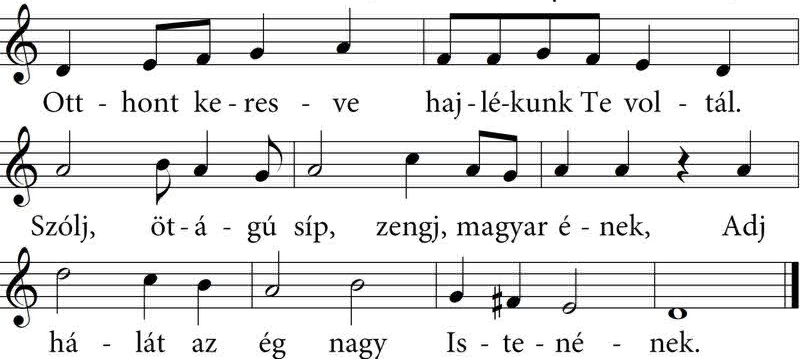 Ott - hont ke - res - ve haj - lé - kunk Te vol - tál.
Szólj, öt - á - gú síp, zengj, magyar é - nek, Adj
há - lát az ég nagy Is - te - né - nek.